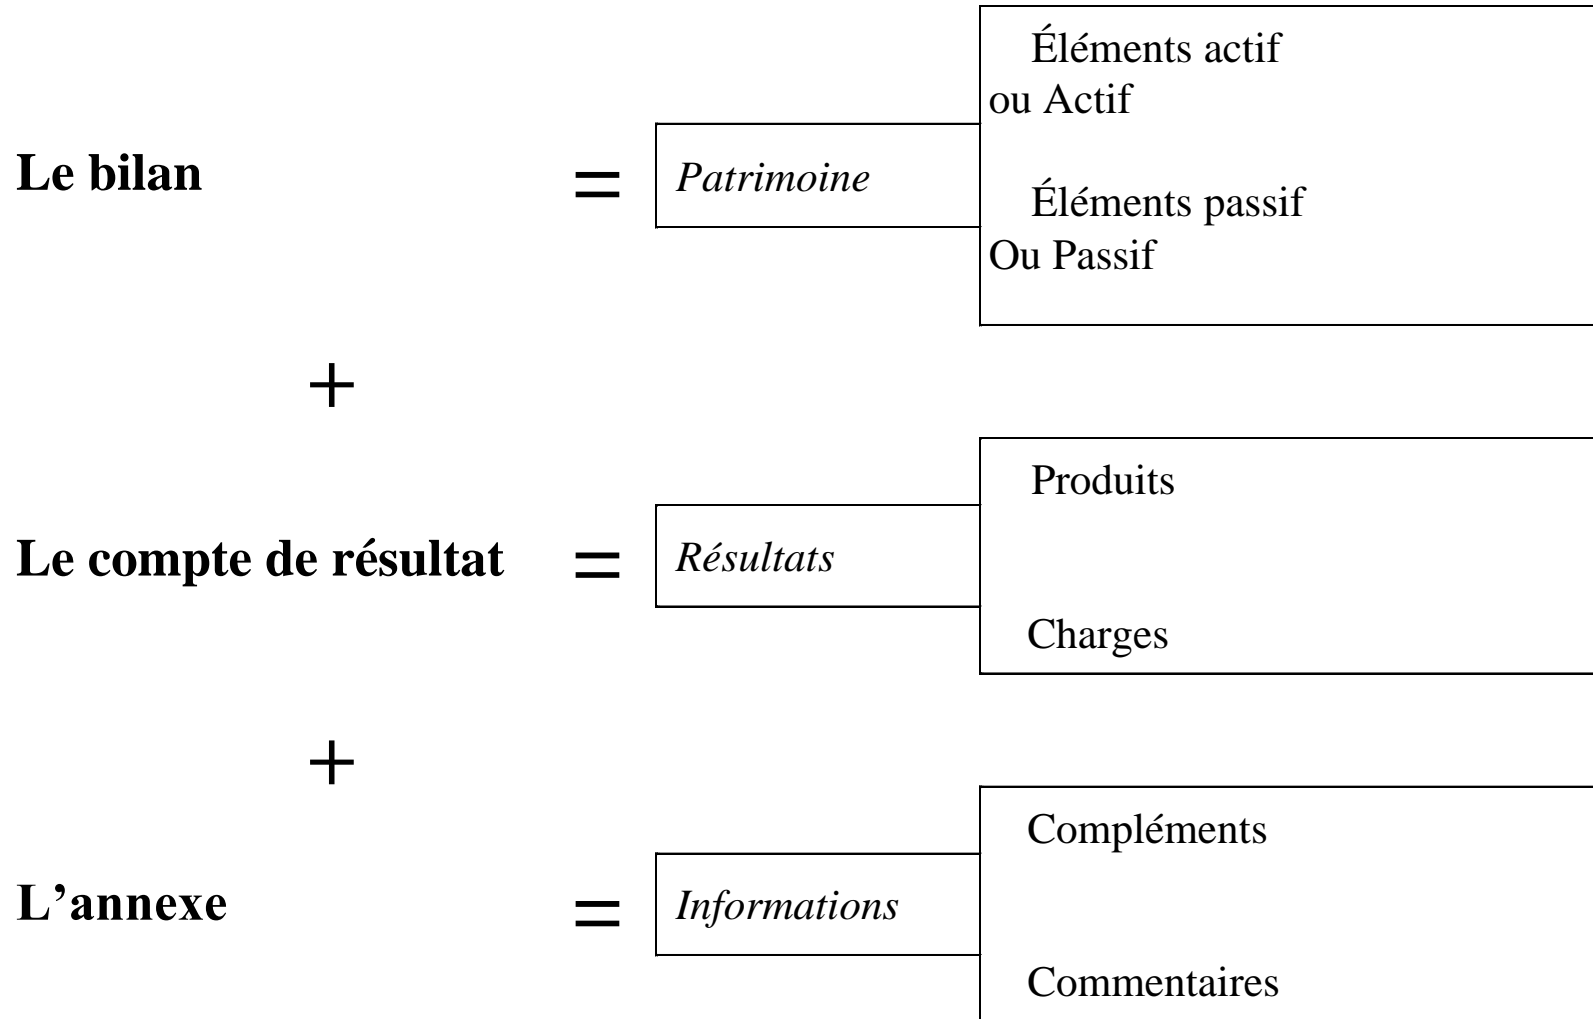 Éléments actif
ou Actif
Le bilan = Patrimoine
Éléments passif
Ou Passif
+
Produits
Le compte de résultat = Résultats
Charges
+
Compléments
L’annexe = Informations
Commentaires